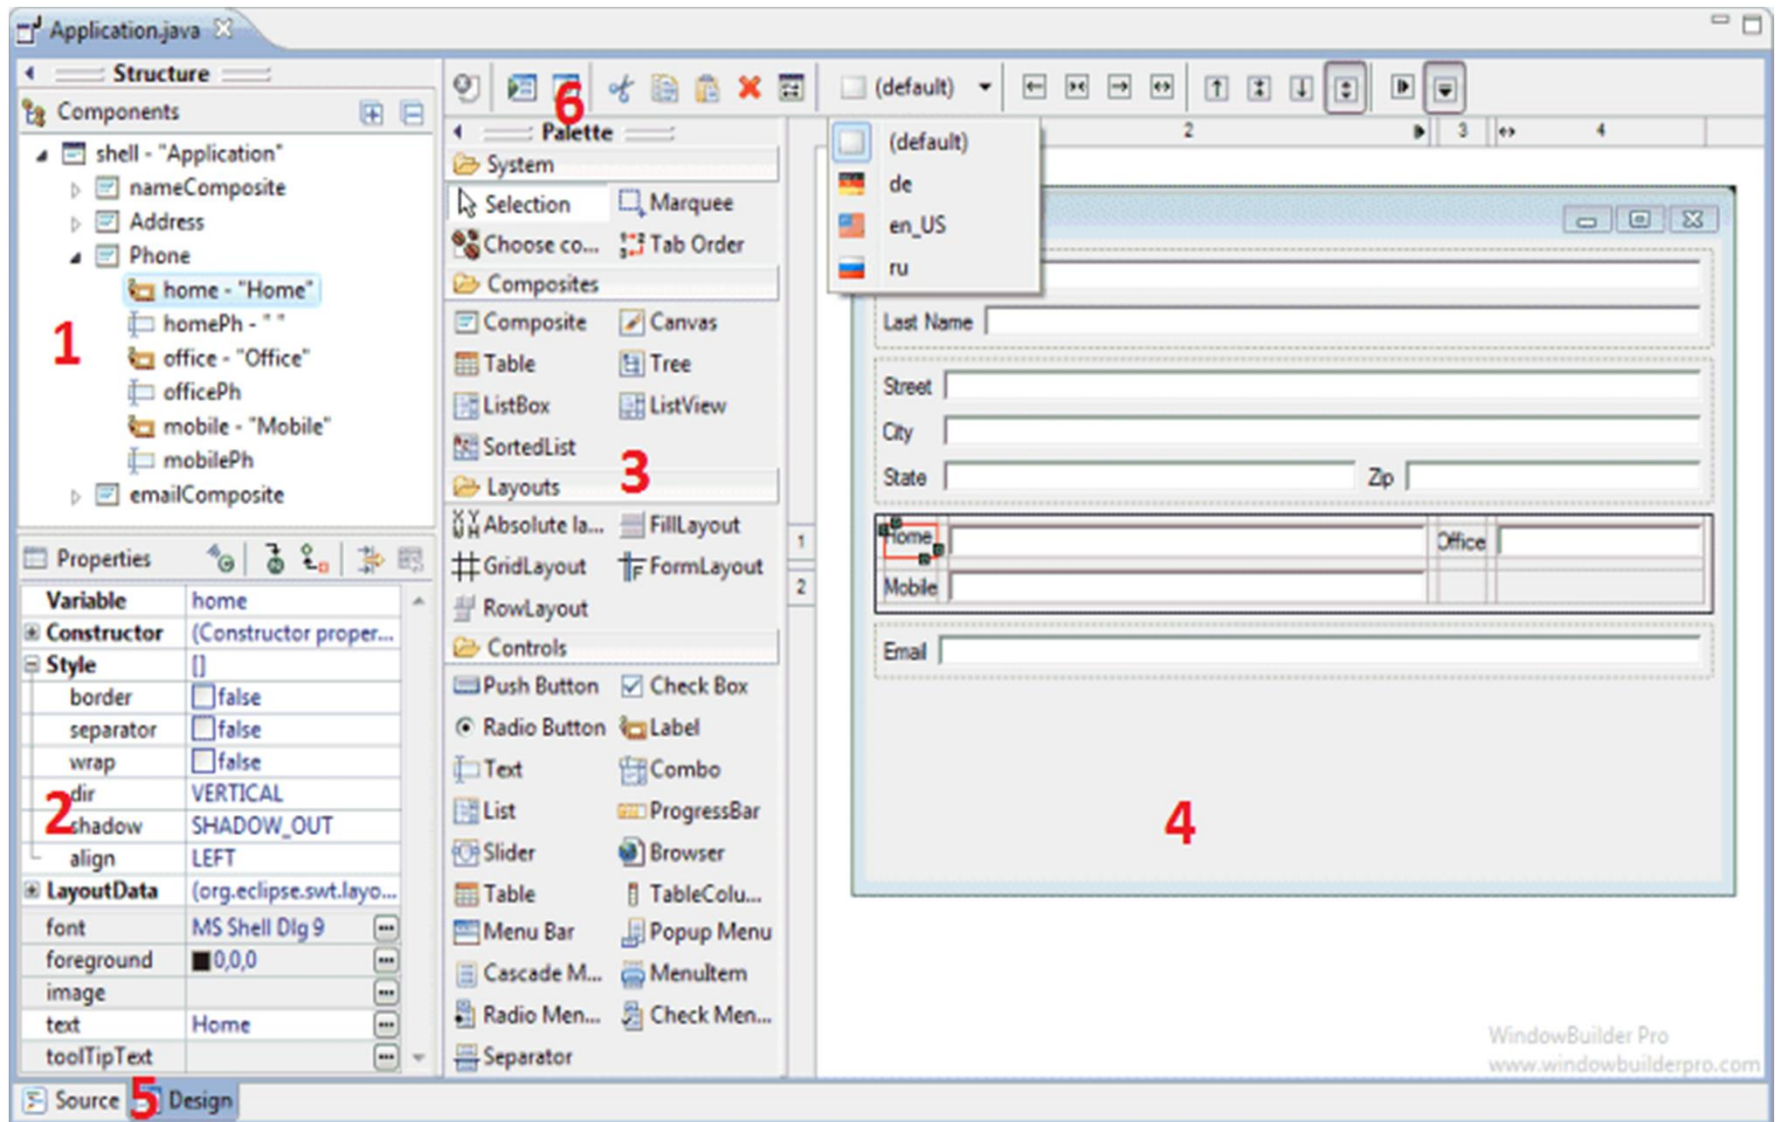 Application.java
Structure
Components
shell - "Application"
nameComposite
Address
Phone
home - "Home"
homePh - " "
office - "Office"
officePh
mobile - "Mobile"
mobilePh
emailComposite
1
Properties
Variable home
Constructor (Constructor proper...
Style []
border false
separator false
wrap false
dir VERTICAL
shadow SHADOW_OUT
align LEFT
LayoutData (org.eclipse.swt.layo...
font MS Shell Dlg 9
foreground 0,0,0
image
text Home
toolTipText
2
Source Design
5
6
Palette
System
Selection Marquee
Choose co... Tab Order
Composites
Composite Canvas
Table Tree
ListBox ListView
SortedList
3
Layouts
Absolute la... FillLayout
GridLayout FormLayout
RowLayout
Controls
Push Button Check Box
Radio Button Label
Text Combo
List ProgressBar
Slider Browser
Table TableColu...
Menu Bar Popup Menu
Cascade M... MenuItem
Radio Men... Check Men...
Separator
(default)
(default)
de
en_US
ru
2 3 4
1
2
Last Name
Street
City
State Zip
Home Office
Mobile
Email
4
WindowBuilder Pro
www.windowbuilderpro.com